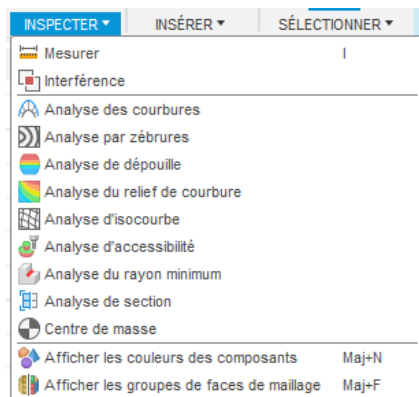 INSPECTER ▾ INSÉRER ▾ SÉLECTIONNER ▾
Mesurer I
Interférence
Analyse des courbures
Analyse par zébrures
Analyse de dépouille
Analyse du relief de courbure
Analyse d'isocourbe
Analyse d'accessibilité
Analyse du rayon minimum
Analyse de section
Centre de masse
Afficher les couleurs des composants Maj+N
Afficher les groupes de faces de maillage Maj+F